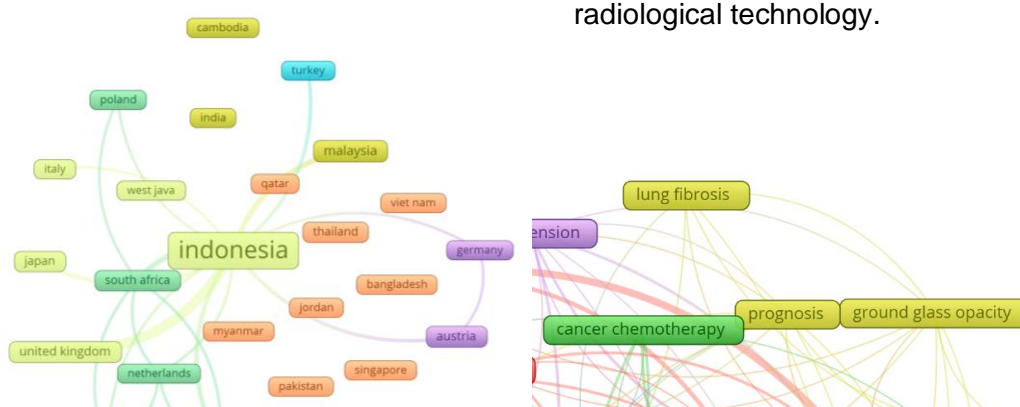 radiological technology.
cambodia
turkey
poland
india
malaysia
italy
west java
qatar
viet nam
thailand
indonesia
germany
japan
south africa
bangladesh
jordan
myanmar
austria
united kingdom
netherlands
singapore
pakistan
lung fibrosis
ension
prognosis
ground glass opacity
cancer chemotherapy